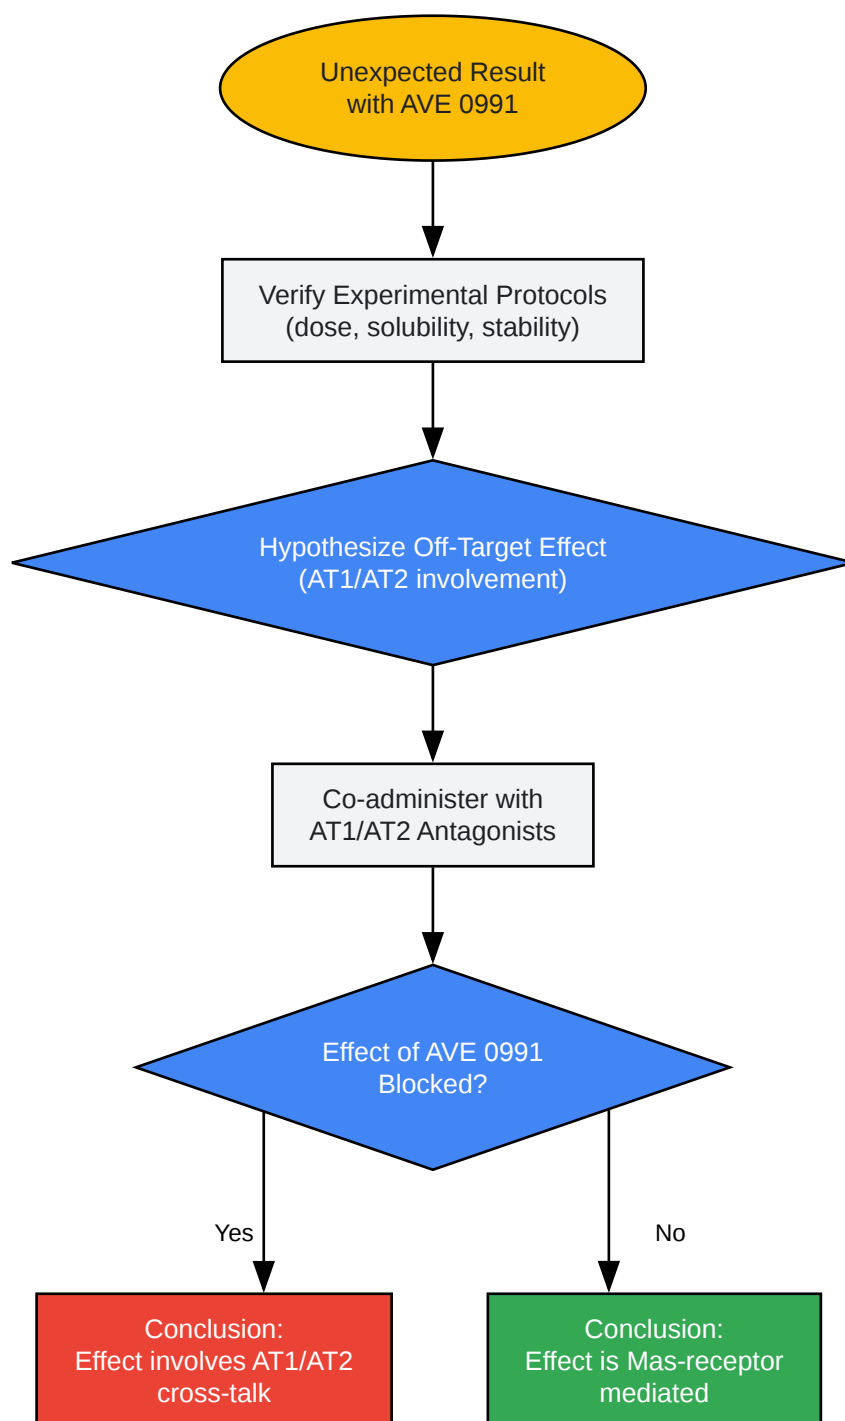 Unexpected Result
with AVE 0991
Verify Experimental Protocols
(dose, solubility, stability)
Hypothesize Off-Target Effect
(AT1/AT2 involvement)
Co-administer with
AT1/AT2 Antagonists
Effect of AVE 0991
Blocked?
Yes
No
Conclusion:
Effect involves AT1/AT2
cross-talk
Conclusion:
Effect is Mas-receptor
mediated